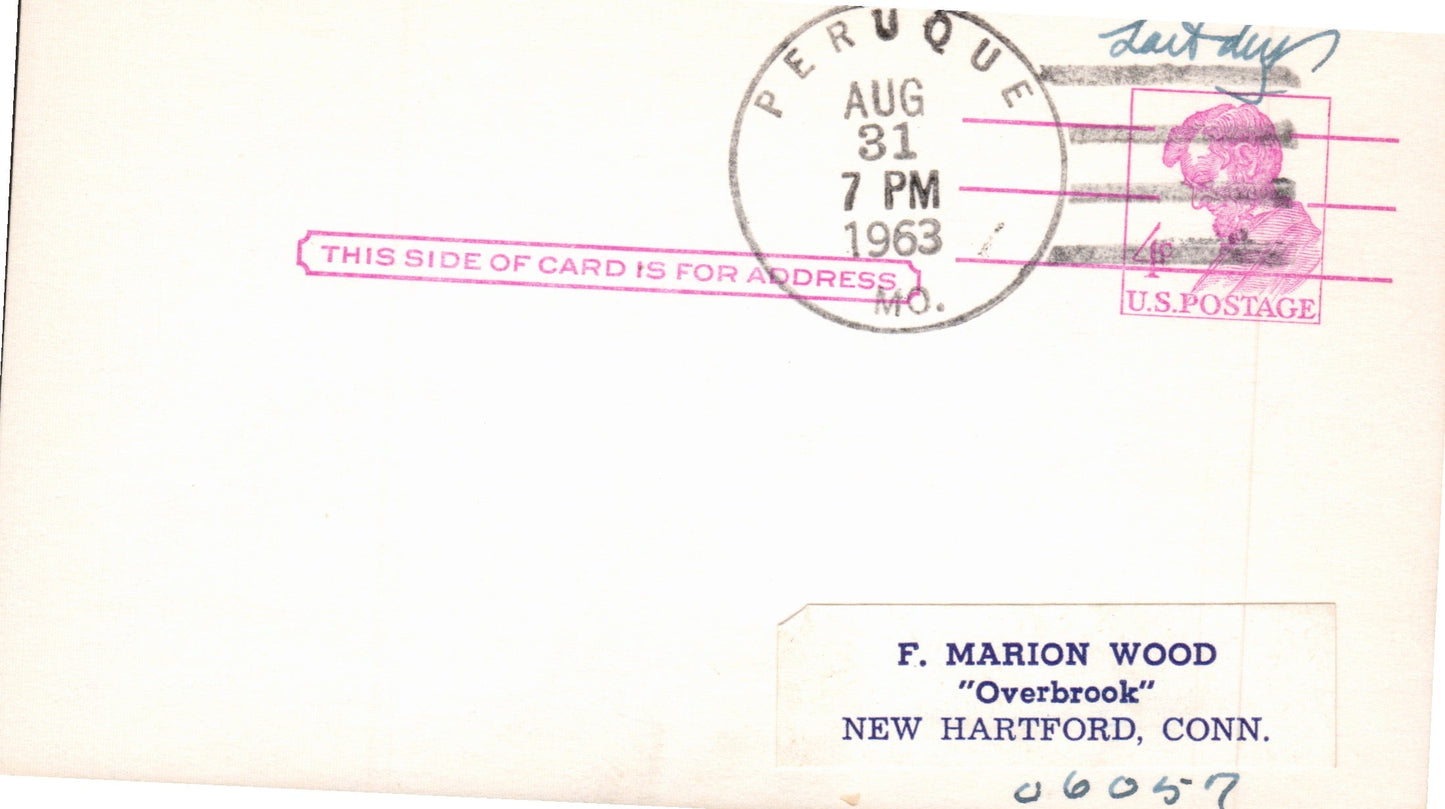 Last day
PERUQUE
AUG
31
7 PM
1963
MO.
4¢
U.S. POSTAGE
THIS SIDE OF CARD IS FOR ADDRESS
F. MARION WOOD
"Overbrook"
NEW HARTFORD, CONN.
06057